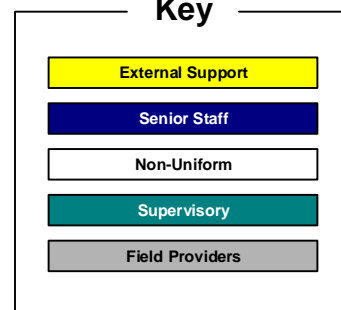 Key
External Support
Senior Staff
Non-Uniform
Supervisory
Field Providers